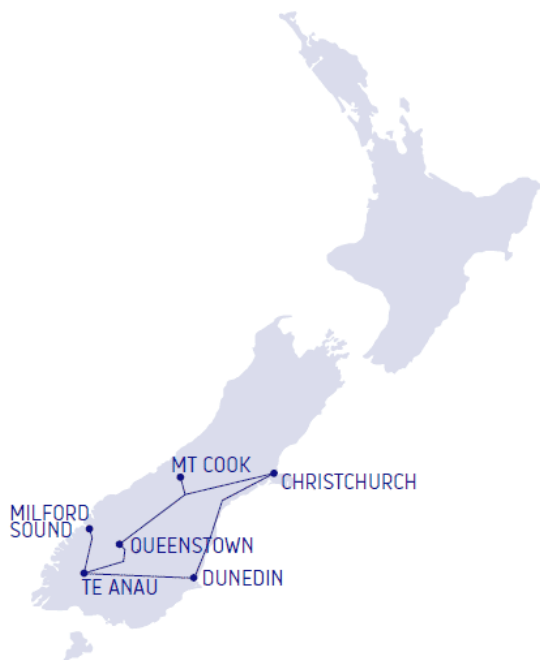 MT COOK
CHRISTCHURCH
MILFORD
SOUND
QUEENSTOWN
TE ANAU
DUNEDIN